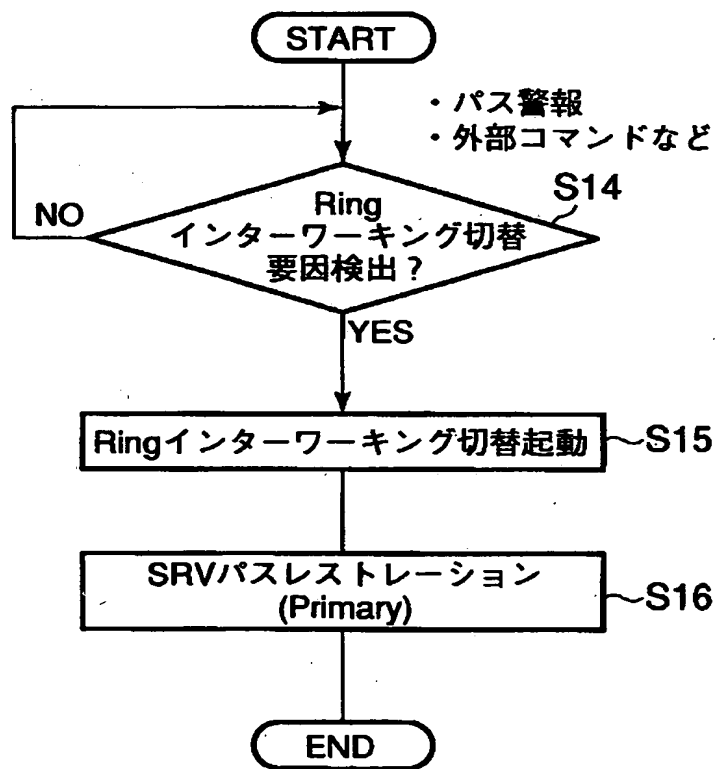 START
・パス警報
・外部コマンドなど
S14
NO
Ring
インターワーキング切替
要因検出?
YES
Ringインターワーキング切替起動
S15
SRVパスレストレーション
(Primary)
S16
END